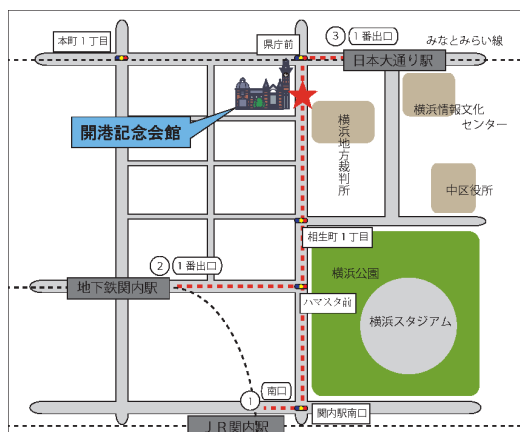 本町1丁目
県庁前
3
1番出口
みなとみらい線
日本大通り駅
開港記念会館
横浜地方裁判所
横浜情報文化
センター
中区役所
相生町1丁目
2
1番出口
地下鉄関内駅
横浜公園
ハマスタ前
横浜スタジアム
1
南口
関内駅南口
JR関内駅